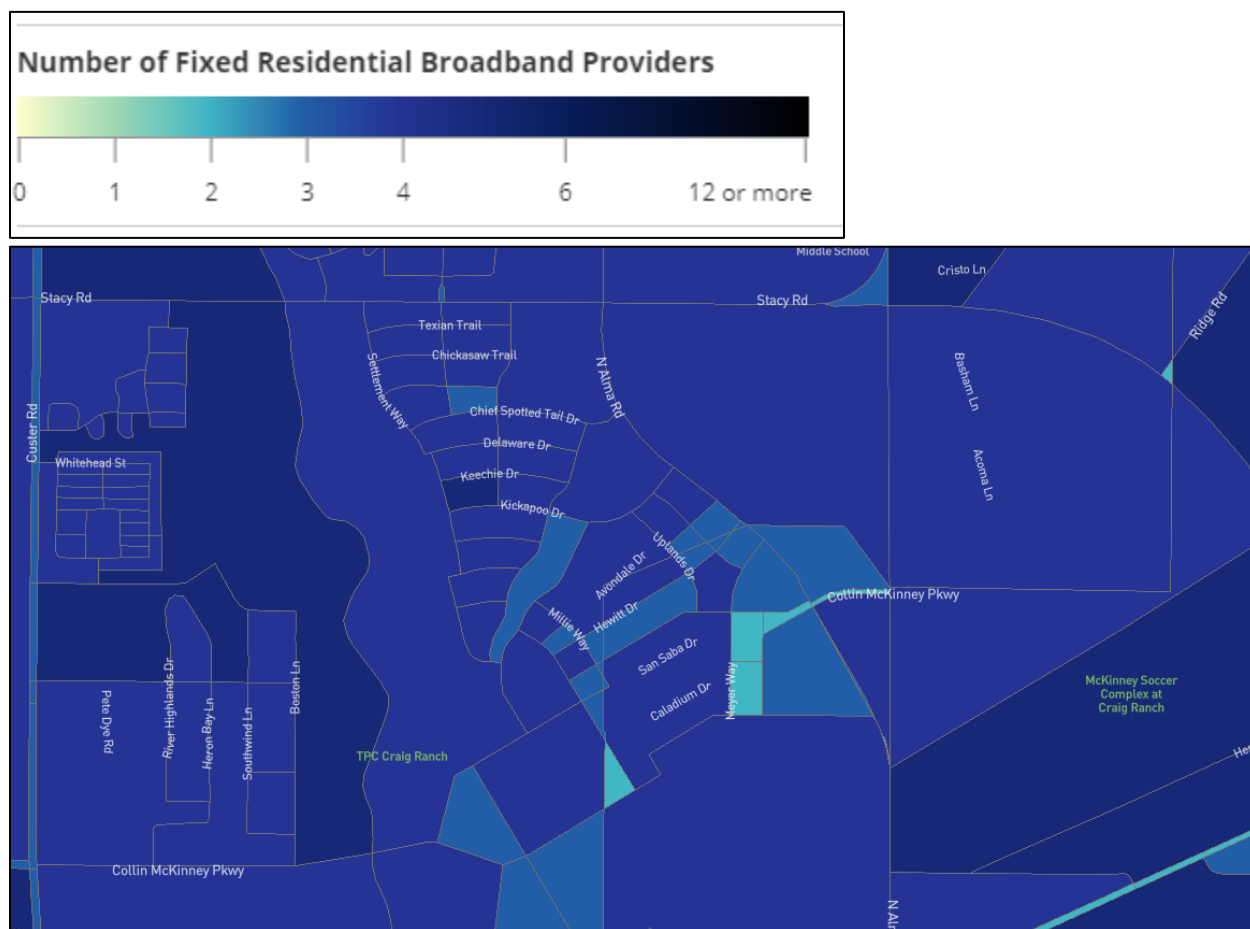 Number of Fixed Residential Broadband Providers
0 1 2 3 4 6 12 or more
Middle School
Cristo Ln
Stacy Rd
Stacy Rd
Ridge Rd
Texian Trail
Chickasaw Trail
Settlement Way
N Alma Rd
Basham Ln
Chief Spotted Tail Dr
Custer Rd
Delaware Dr
Whitehead St
Keechie Dr
Acoma Ln
Kickapoo Dr
Uplands Dr
Avondale Dr
Collin McKinney Pkwy
Hewitt Dr
Millie Way
San Saba Dr
River Highlands Dr
Boston Ln
Meyer Way
McKinney Soccer
Complex at
Craig Ranch
Caladium Dr
Pete Dye Rd
Heron Bay Ln
Southwind Ln
TPC Craig Ranch
Her
Collin McKinney Pkwy
N Alm